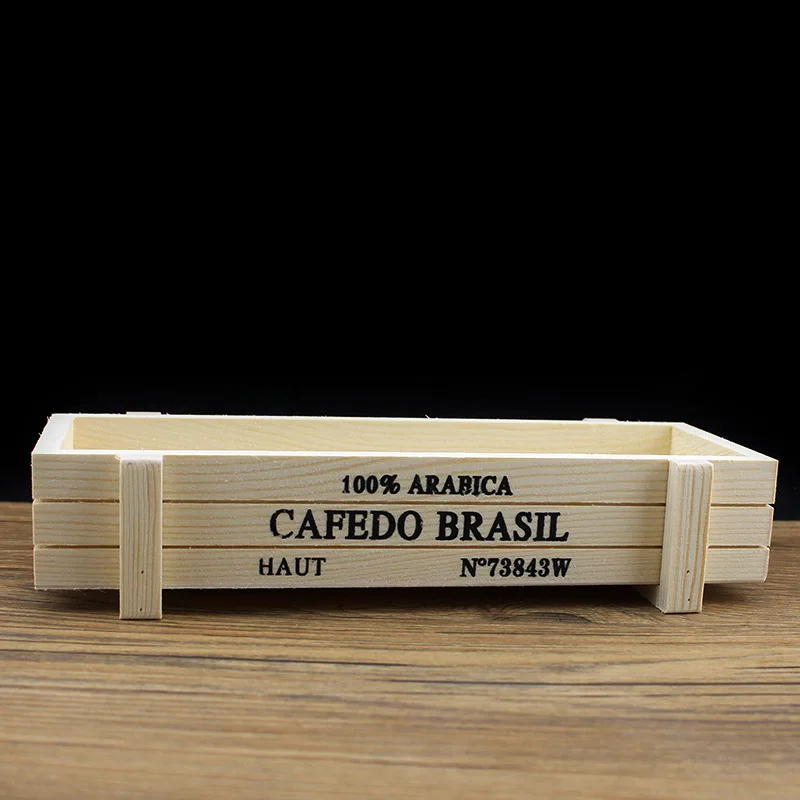 100% ARABICA
CAFEDO BRASIL
HAUT N°73843W